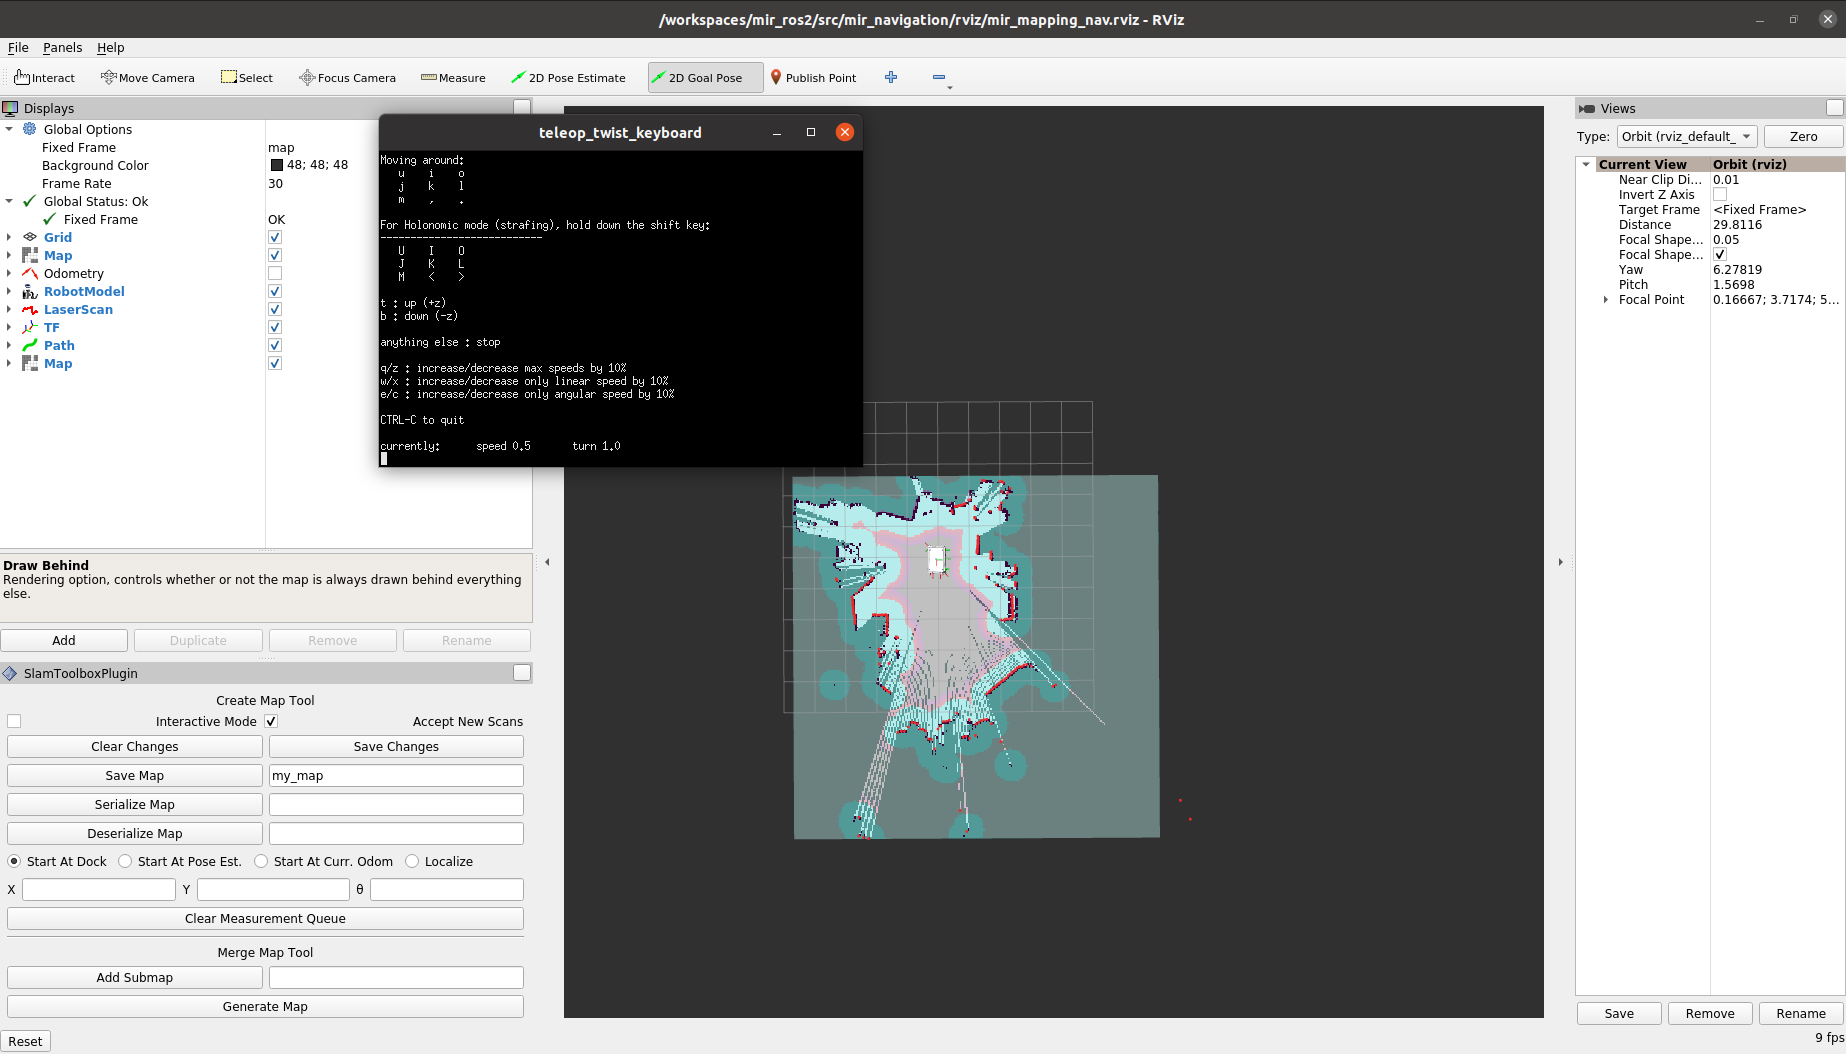 /workspaces/mir_ros2/src/mir_navigation/rviz/mir_mapping_nav.rviz - RViz
File Panels Help
Interact Move Camera Select Focus Camera Measure 2D Pose Estimate 2D Goal Pose Publish Point
Displays
Global Options
Fixed Frame map
Background Color 48; 48; 48
Frame Rate 30
Global Status: Ok
Fixed Frame OK
Grid
Map
Odometry
RobotModel
LaserScan
TF
Path
Map
Draw Behind
Rendering option, controls whether or not the map is always drawn behind everything
else.
Add Duplicate Remove Rename
SlamToolboxPlugin
Create Map Tool
Interactive Mode Accept New Scans
Clear Changes Save Changes
Save Map my_map
Serialize Map
Deserialize Map
Start At Dock Start At Pose Est. Start At Curr. Odom Localize
X Y θ
Clear Measurement Queue
Merge Map Tool
Add Submap
Generate Map
Reset
teleop_twist_keyboard
Moving around:
u i o
j k l
m , .
For Holonomic mode (strafing), hold down the shift key:
---------------------------
U I O
J K L
M < >
t : up (+z)
b : down (-z)
anything else : stop
q/z : increase/decrease max speeds by 10%
w/x : increase/decrease only linear speed by 10%
e/c : increase/decrease only angular speed by 10%
CTRL-C to quit
currently: speed 0.5 turn 1.0
Views
Type: Orbit (rviz_default_ Zero
Current View Orbit (rviz)
Near Clip Di... 0.01
Invert Z Axis
Target Frame <Fixed Frame>
Distance 29.8116
Focal Shape... 0.05
Focal Shape...
Yaw 6.27819
Pitch 1.5698
Focal Point 0.16667; 3.7174; 5...
Save Remove Rename
9 fps